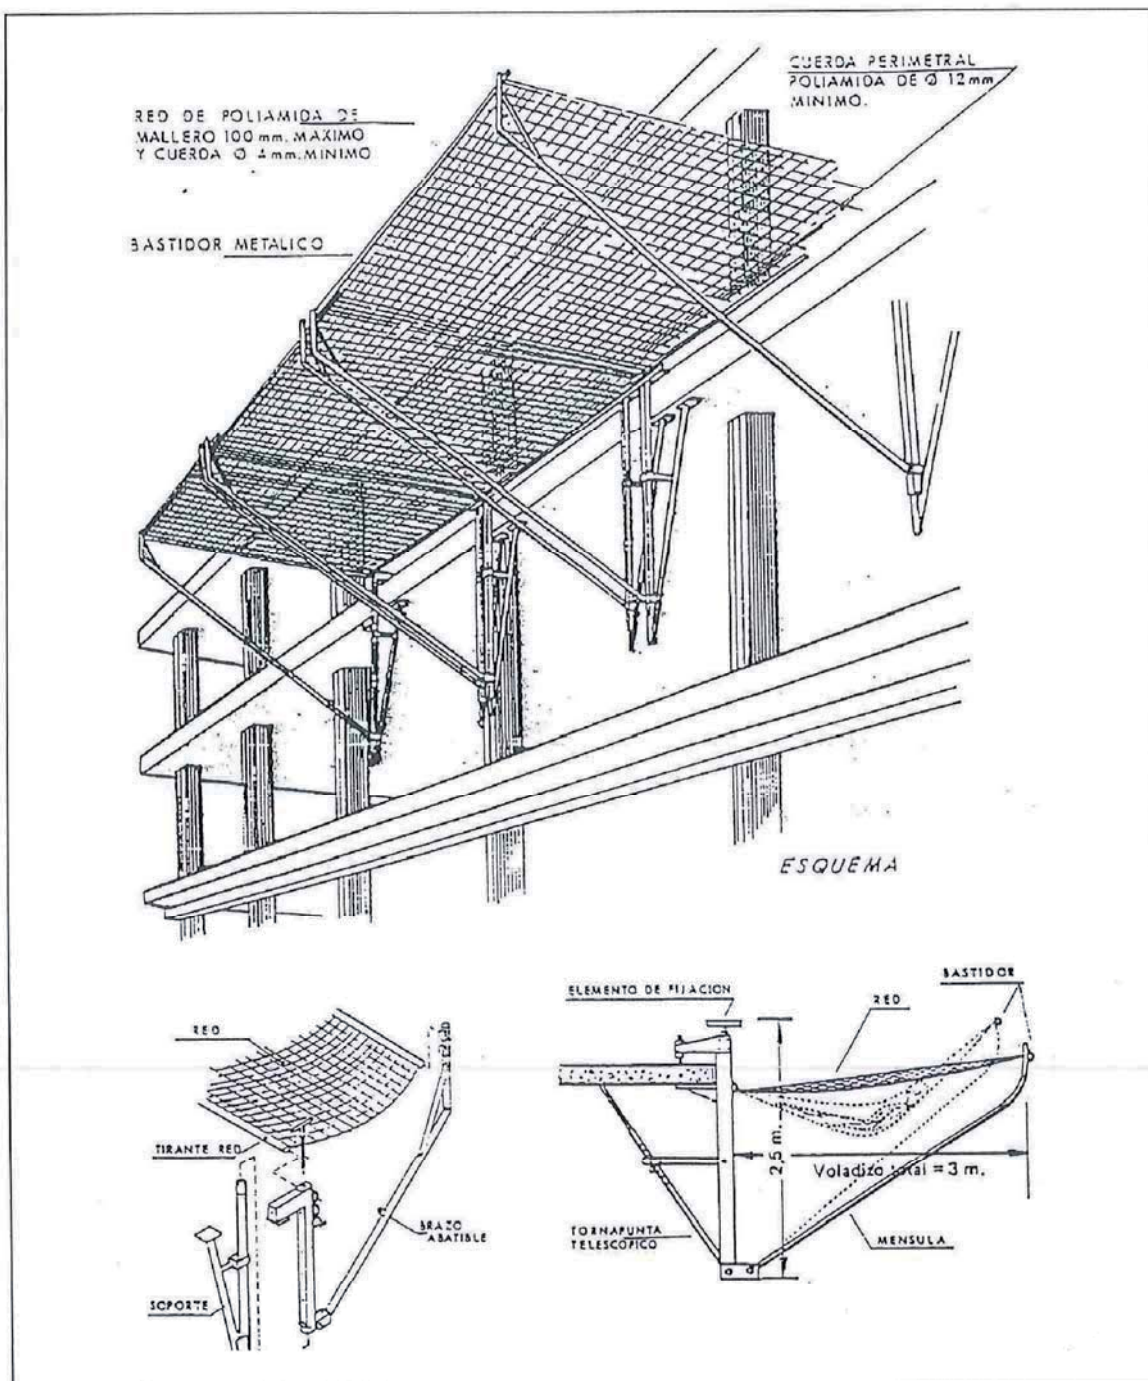 RED DE POLIAMIDA DE
MALLERO 100 mm. MAXIMO
Y CUERDA Ø 4mm. MINIMO
CUERDA PERIMETRAL
POLIAMIDA DE Ø 12mm
MINIMO.
BASTIDOR METALICO
ESQUEMA
RED
TIRANTE RED
BRAZO
ABATIBLE
SOPORTE
ELEMENTO DE FIJACION
BASTIDOR
RED
2,5 m.
Voladizo total = 3 m.
TORNAPUNTA
TELESCOPICO
MENSULA